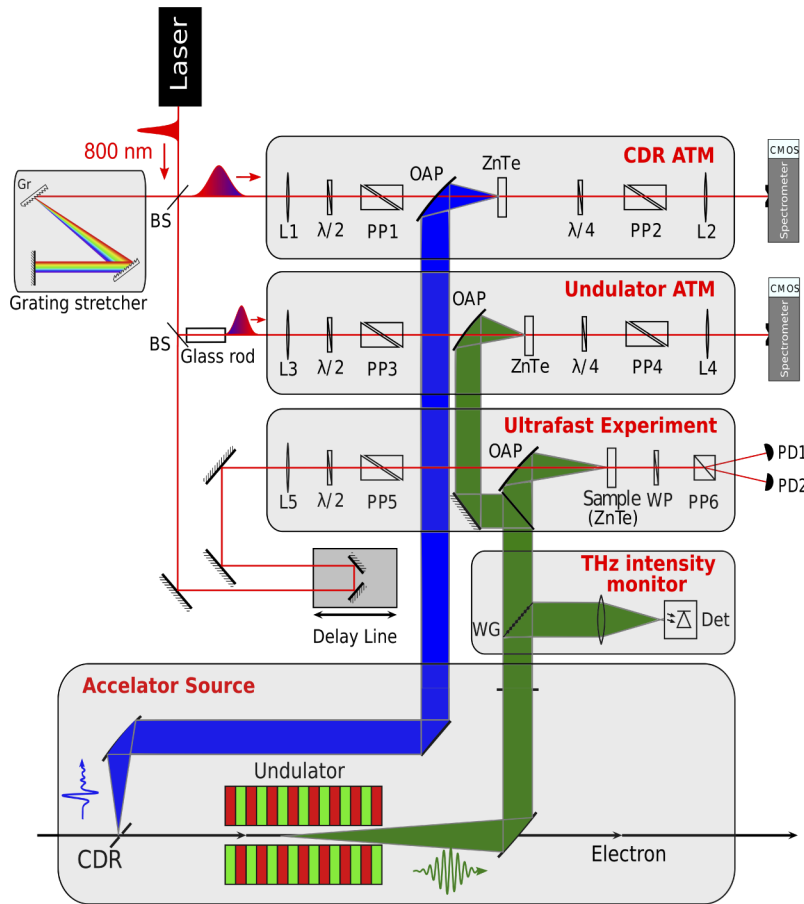 Laser
800 nm
Gr
Grating stretcher
BS
CDR ATM
OAP
ZnTe
L1
λ/2
PP1
λ/4
PP2
L2
CMOS
Spectrometer
Undulator ATM
OAP
BS
Glass rod
L3
λ/2
PP3
ZnTe
λ/4
PP4
L4
CMOS
Spectrometer
Ultrafast Experiment
OAP
L5
λ/2
PP5
Sample
(ZnTe)
WP
PP6
PD1
PD2
Delay Line
THz intensity
monitor
WG
Det
Accelator Source
Undulator
CDR
Electron